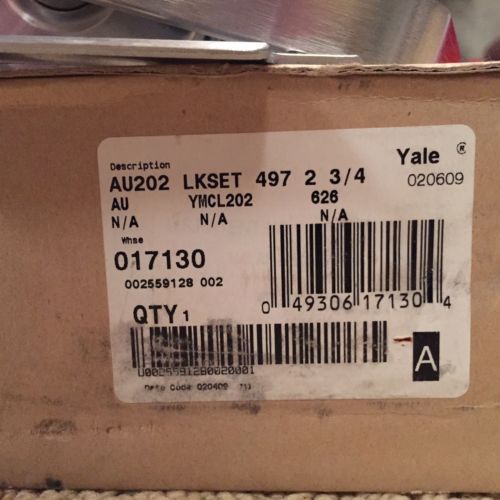 Yale ®
Description
AU202 LKSET 497 2 3/4 020609
AU YMCL202 626
N/A N/A N/A
Whse
017130
002559128 002
0 49306 17130 4
QTY 1
U0025591280020001
A
Date Code 020409